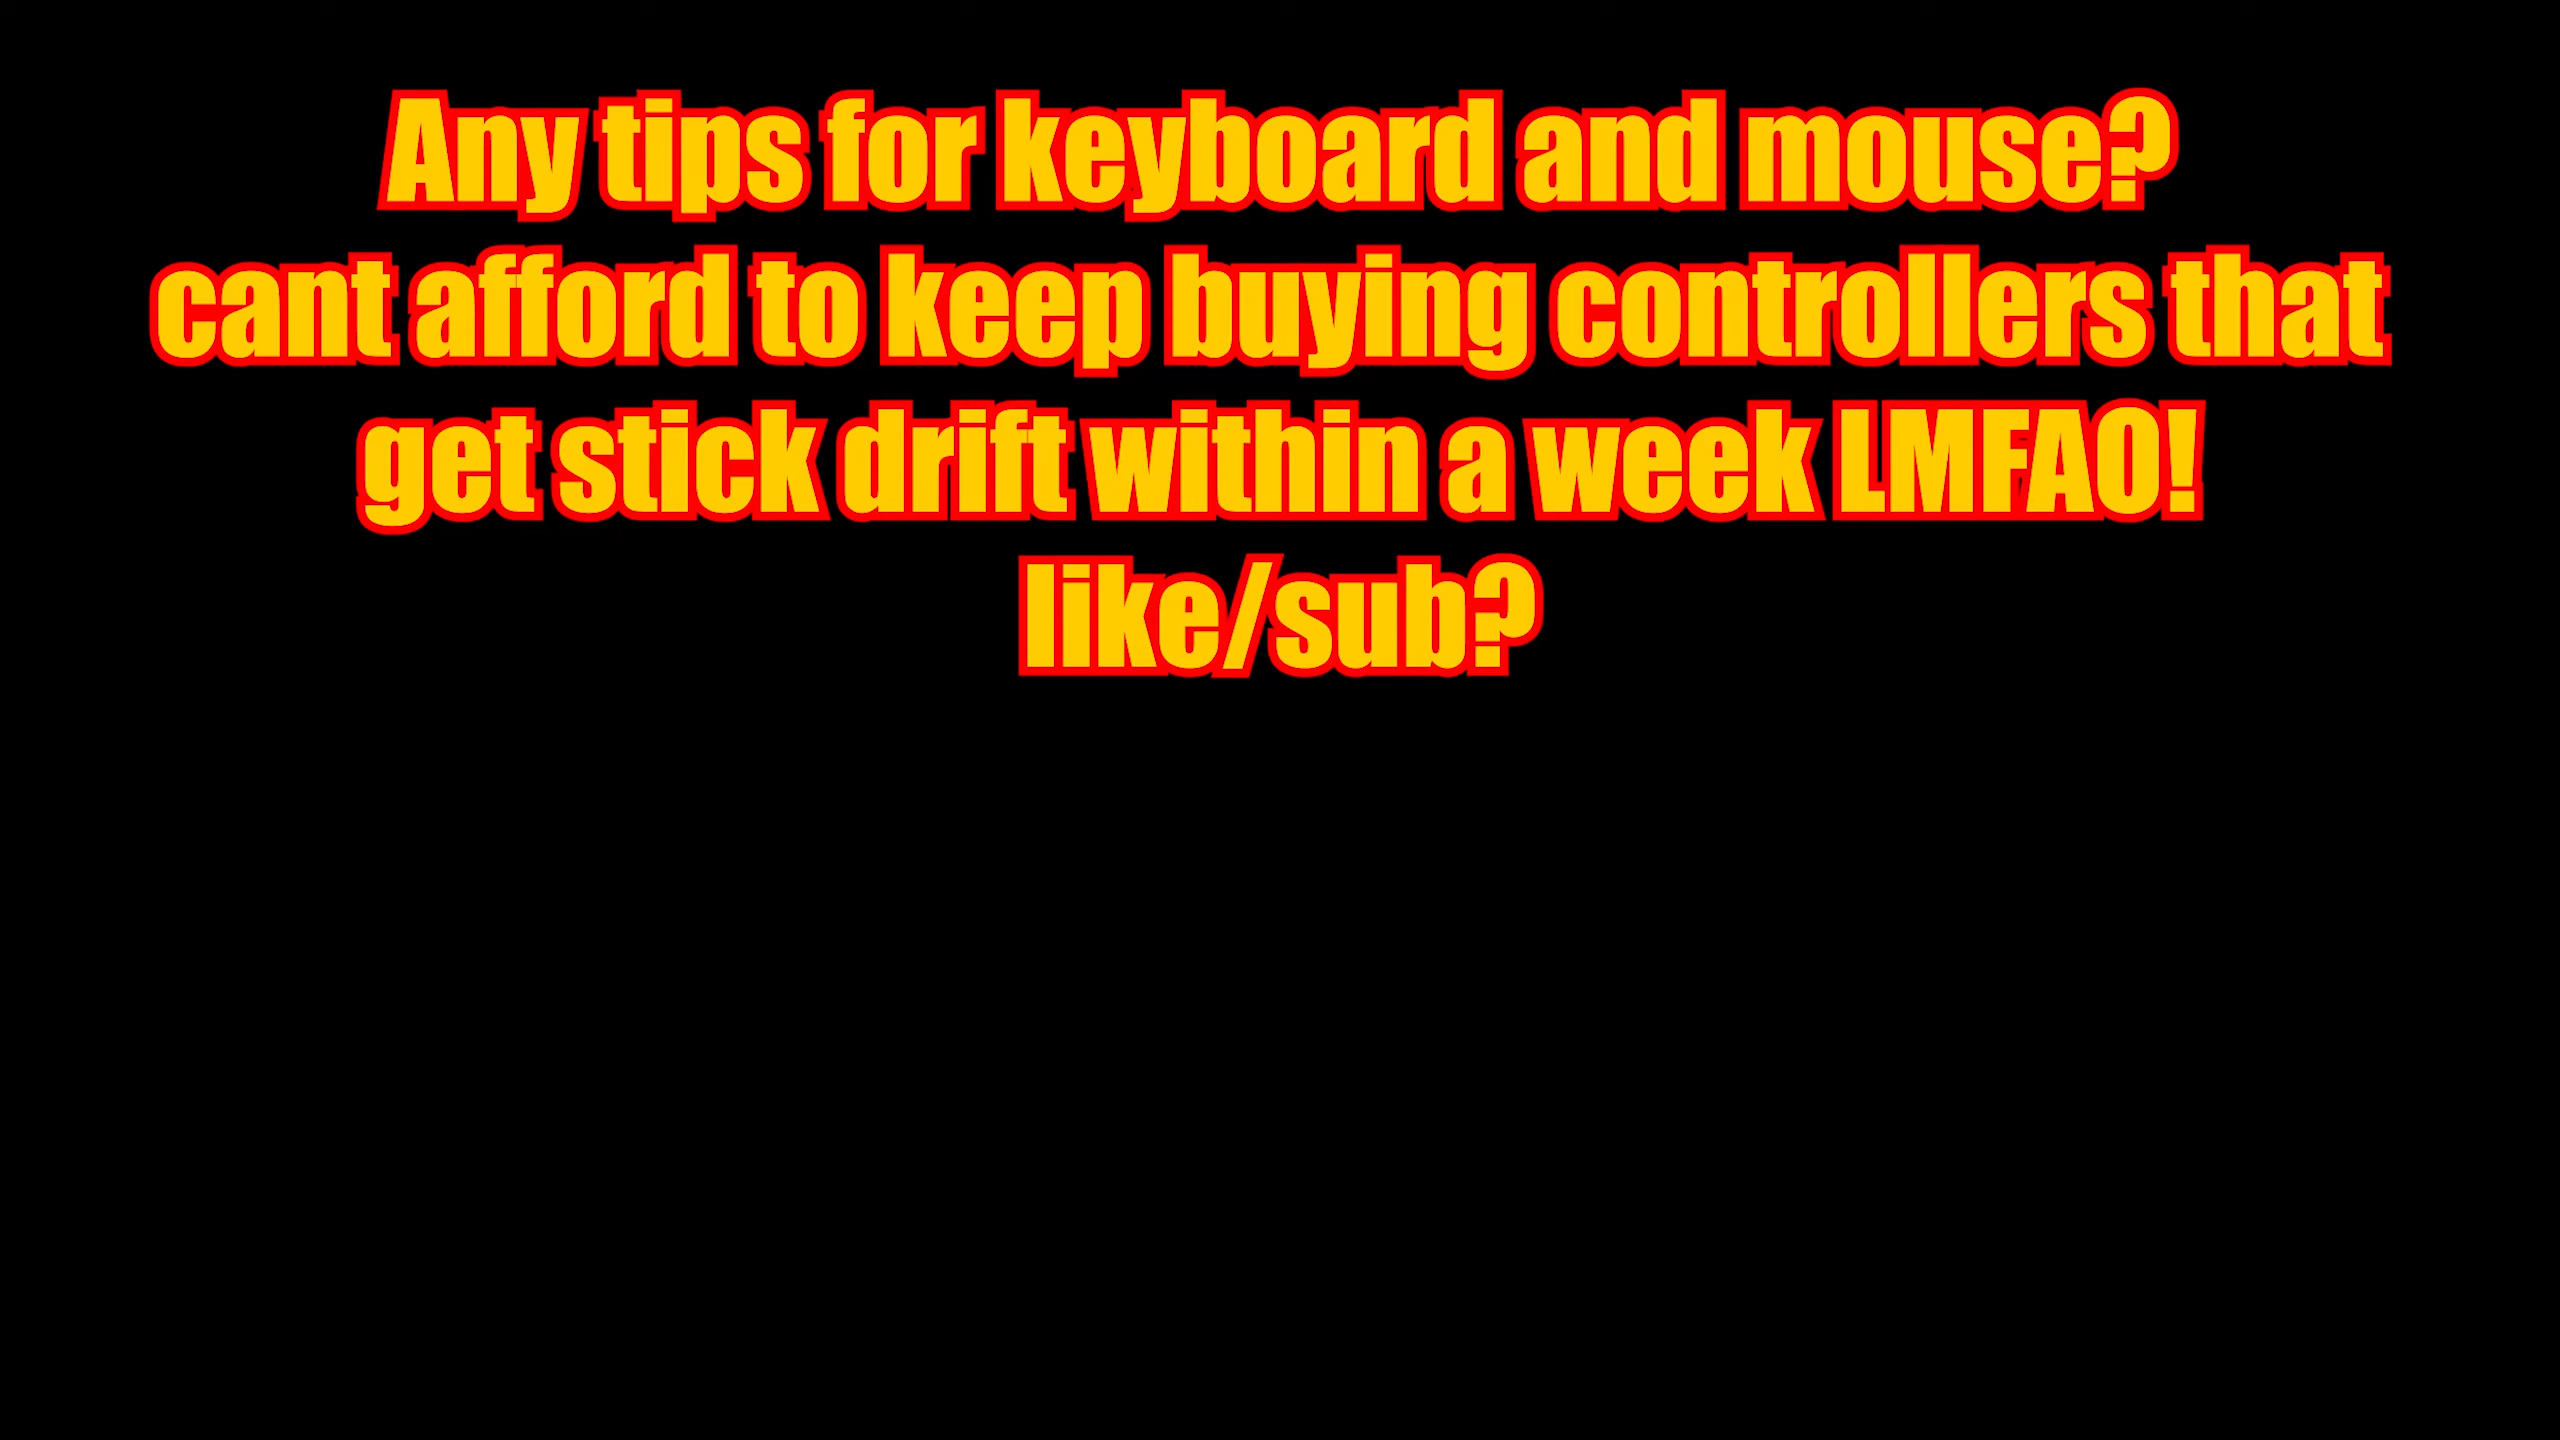 Any tips for keyboard and mouse?
cant afford to keep buying controllers that
get stick drift within a week LMFAO!
like/sub?